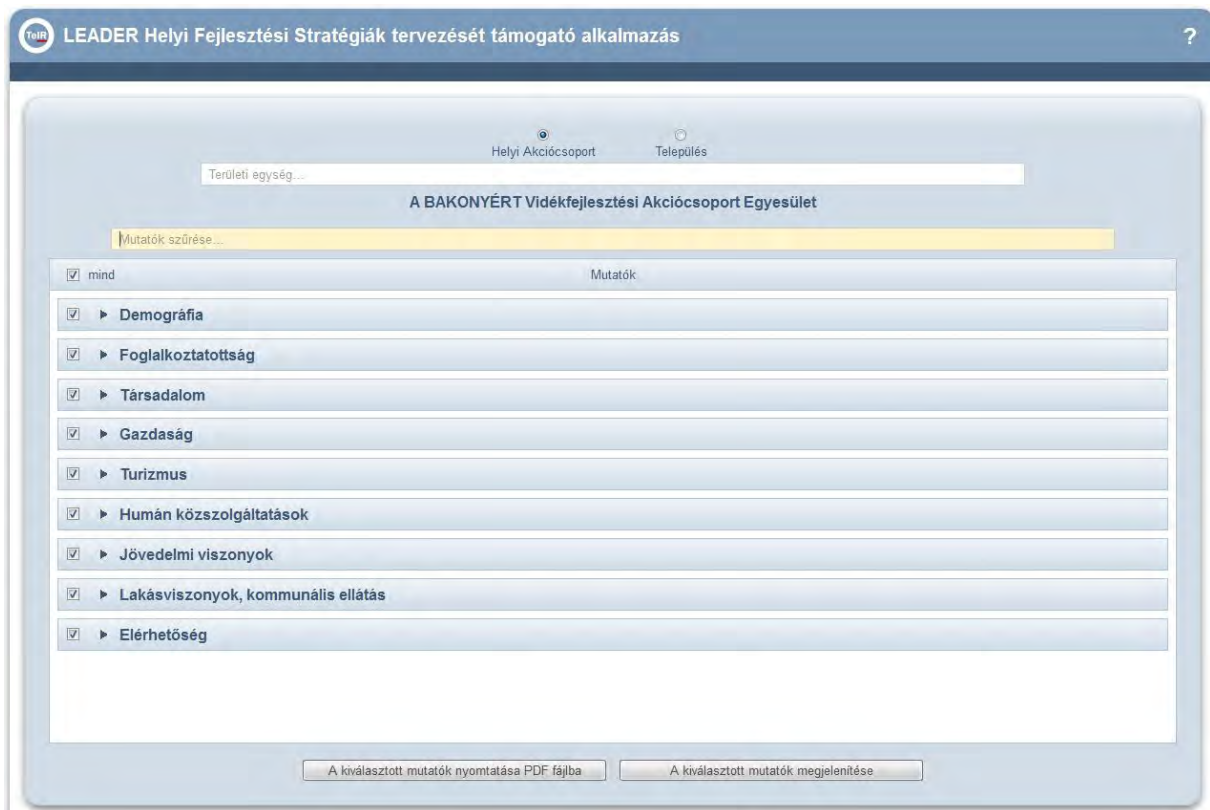 TeIR LEADER Helyi Fejlesztési Stratégiák tervezését támogató alkalmazás ?
Helyi Akciócsoport Település
Területi egység...
A BAKONYÉRT Vidékfejlesztési Akciócsoport Egyesület
Mutatók szűrése...
mind Mutatók
Demográfia
Foglalkoztatottság
Társadalom
Gazdaság
Turizmus
Humán közszolgáltatások
Jövedelmi viszonyok
Lakásviszonyok, kommunális ellátás
Elérhetőség
A kiválasztott mutatók nyomtatása PDF fájlba A kiválasztott mutatók megjelenítése